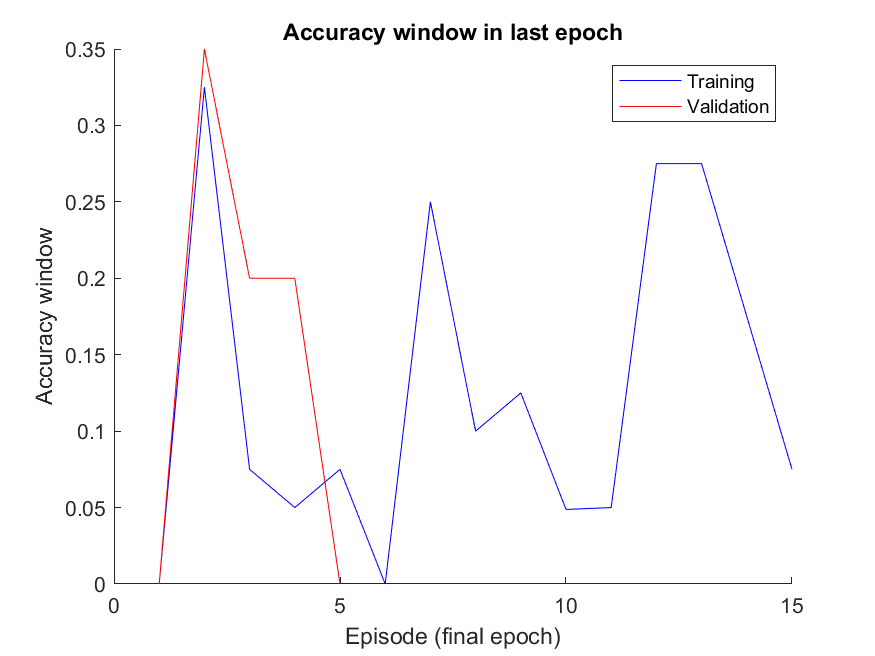 Accuracy window in last epoch
Training
Validation
0.35
0.3
0.25
0.2
0.15
0.1
0.05
0
Accuracy window
0
5
10
15
Episode (final epoch)